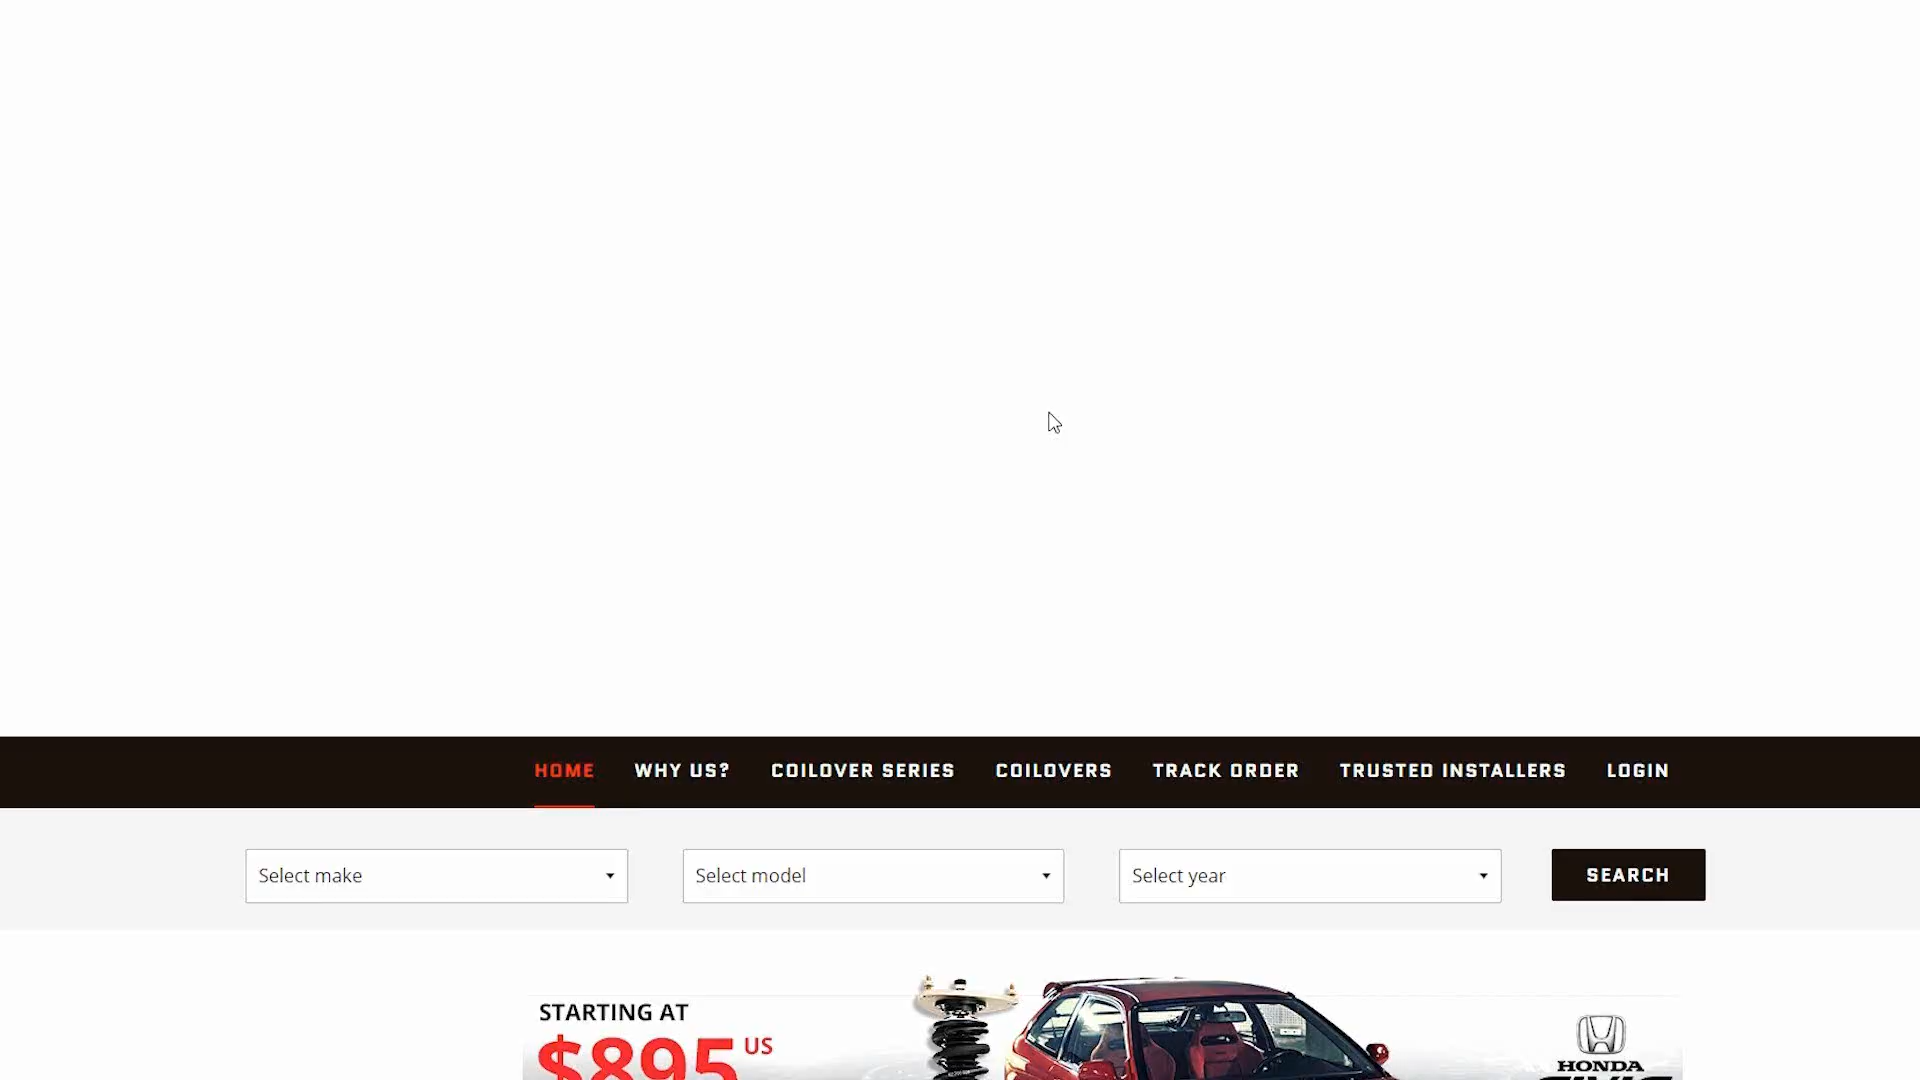 HOME WHY US? COILOVER SERIES COILOVERS TRACK ORDER TRUSTED INSTALLERS LOGIN
Select make Select model Select year SEARCH
STARTING AT
$895 US
HONDA
CIVIC